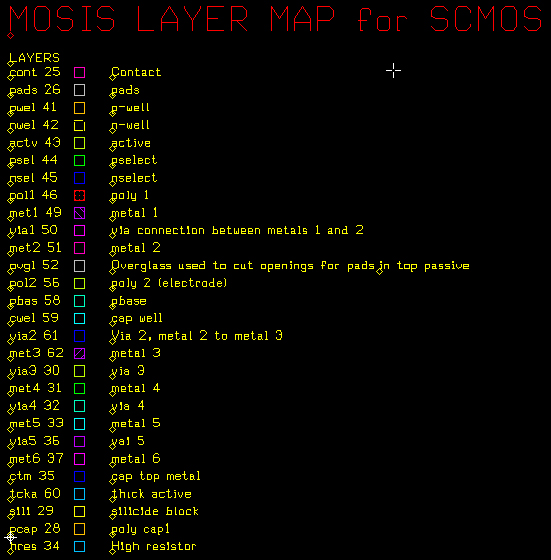 MOSIS LAYER MAP for SCMOS
LAYERS
cont 25 Contact
pads 26 pads
pwel 41 p-well
nwel 42 n-well
actv 43 active
psel 44 pselect
nsel 45 nselect
pol1 46 poly 1
met1 49 metal 1
via1 50 via connection between metals 1 and 2
met2 51 metal 2
ovgl 52 Overglass used to cut openings for pads,in top passive
pol2 56 poly 2 (electrode)
pbas 58 pbase
cwel 59 cap well
via2 61 Via 2, metal 2 to metal 3
met3 62 metal 3
via3 30 via 3
met4 31 metal 4
via4 32 via 4
met5 33 metal 5
via5 36 vai 5
met6 37 metal 6
ctm 35 cap top metal
tcka 60 thick active
sili 29 silicide block
pcap 28 poly cap1
hres 34 High resistor